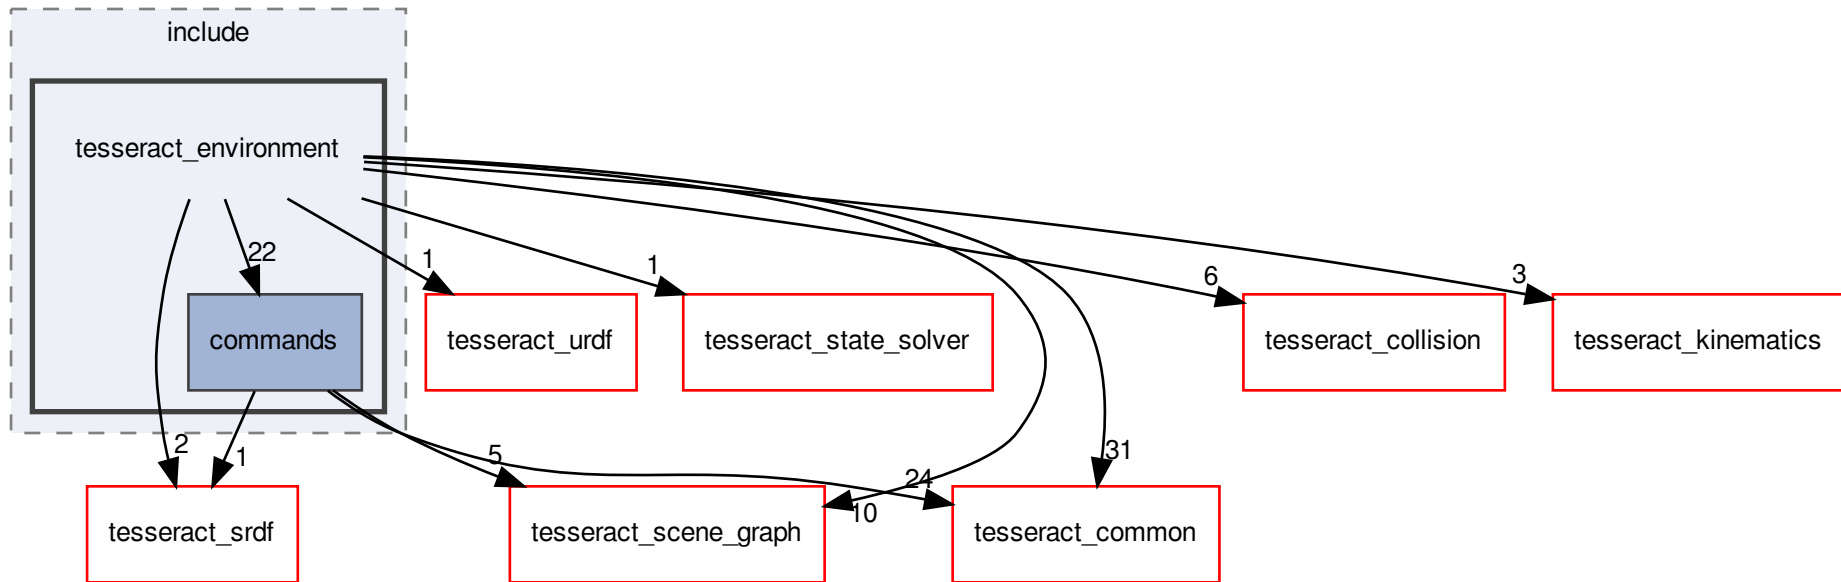 include
tesseract_environment
22
1
1
6
3
commands
tesseract_urdf
tesseract_state_solver
tesseract_collision
tesseract_kinematics
2
1
5
24
10
31
tesseract_srdf
tesseract_scene_graph
tesseract_common